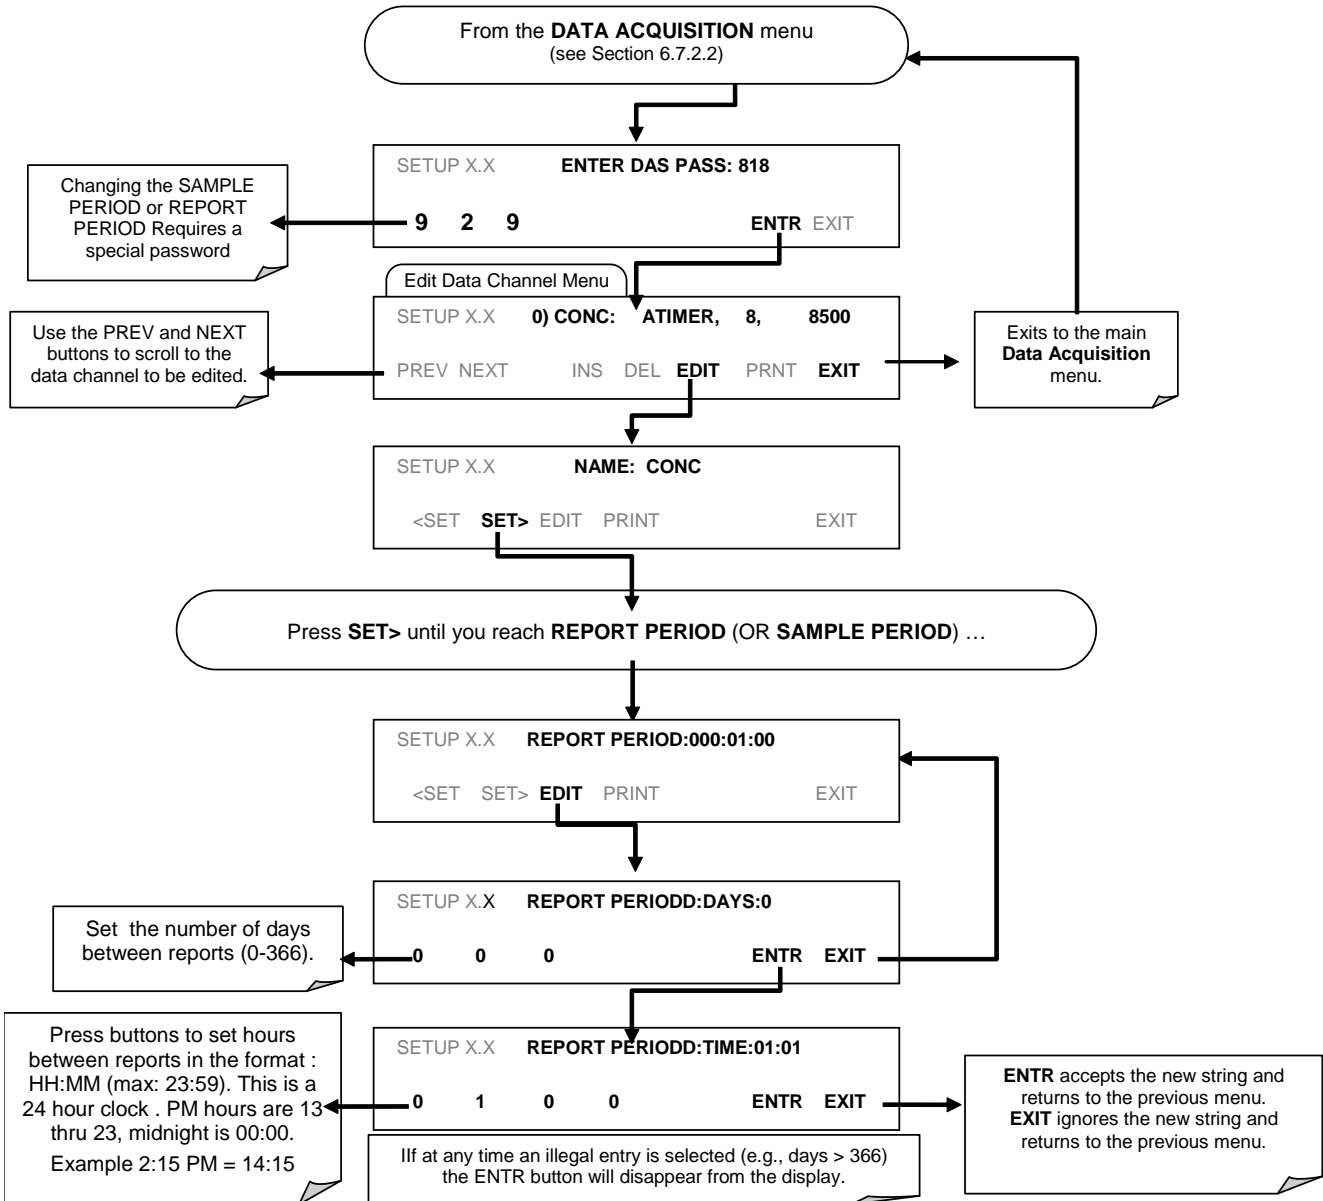 From the DATA ACQUISITION menu
(see Section 6.7.2.2)
SETUP X.X ENTER DAS PASS: 818
9 2 9 ENTR EXIT
Changing the SAMPLE
PERIOD or REPORT
PERIOD Requires a
special password
Edit Data Channel Menu
SETUP X.X 0) CONC: ATIMER, 8, 8500
PREV NEXT INS DEL EDIT PRNT EXIT
Use the PREV and NEXT
buttons to scroll to the
data channel to be edited.
Exits to the main
Data Acquisition
menu.
SETUP X.X NAME: CONC
<SET SET> EDIT PRINT EXIT
Press SET> until you reach REPORT PERIOD (OR SAMPLE PERIOD) …
SETUP X.X REPORT PERIOD:000:01:00
<SET SET> EDIT PRINT EXIT
SETUP X.X REPORT PERIODD:DAYS:0
0 0 0 ENTR EXIT
Set the number of days
between reports (0-366).
SETUP X.X REPORT PERIODD:TIME:01:01
0 1 0 0 ENTR EXIT
Press buttons to set hours
between reports in the format :
HH:MM (max: 23:59). This is a
24 hour clock . PM hours are 13
thru 23, midnight is 00:00.
Example 2:15 PM = 14:15
IIf at any time an illegal entry is selected (e.g., days > 366)
the ENTR button will disappear from the display.
ENTR accepts the new string and
returns to the previous menu.
EXIT ignores the new string and
returns to the previous menu.